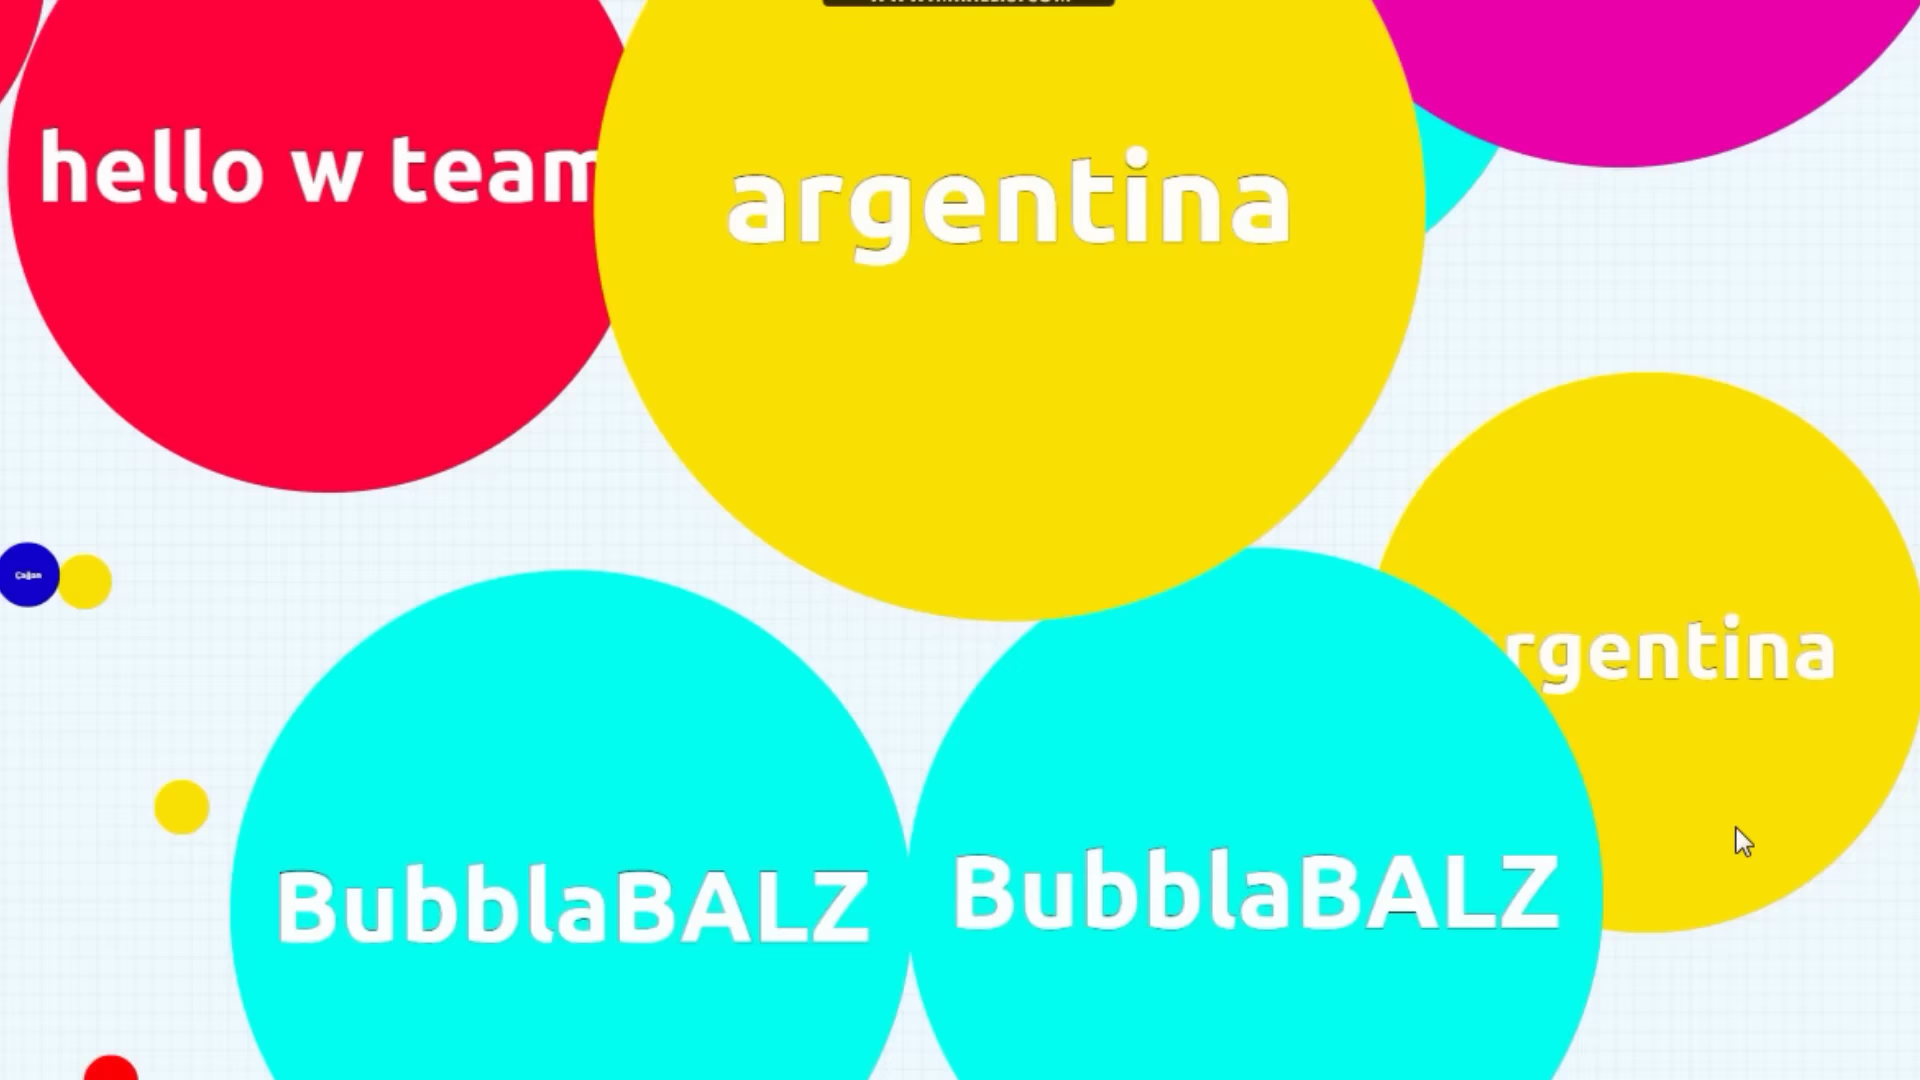 hello w team
argentina
rgentina
BubblaBALZ
BubblaBALZ